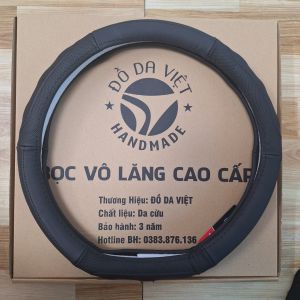 ĐỒ DA VIỆT
HANDMADE
BỌC VÔ LĂNG CAO CẤP
Thương Hiệu: ĐỒ DA VIỆT
Chất liệu: Da cừu
Bảo hành: 3 năm
Hotline BH: 0383.876.136